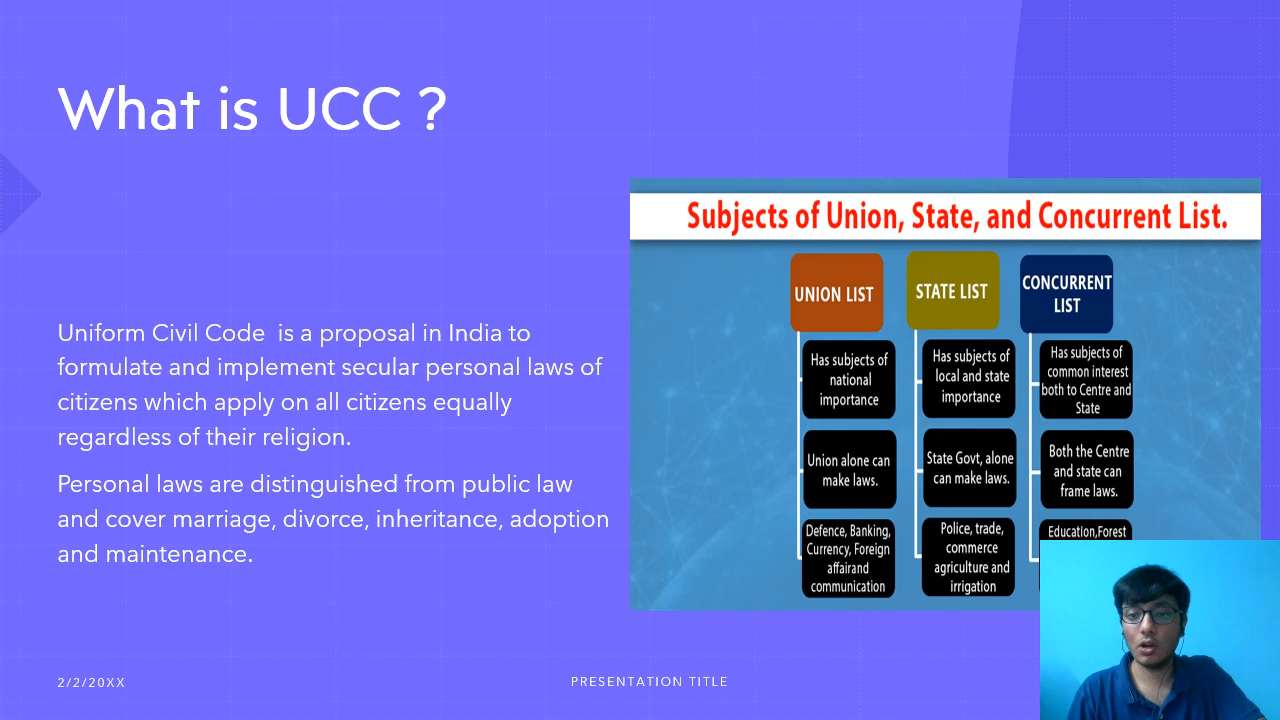 What is UCC ?
Uniform Civil Code  is a proposal in India to
formulate and implement secular personal laws of
citizens which apply on all citizens equally
regardless of their religion.
Personal laws are distinguished from public law
and cover marriage, divorce, inheritance, adoption
and maintenance.
Subjects of Union, State, and Concurrent List.
UNION LIST
Has subjects of
national
importance
Union alone can
make laws.
Defence, Banking,
Currency, Foreign
affairand
communication
STATE LIST
Has subjects of
local and state
importance
State Govt, alone
can make laws.
Police, trade,
commerce
agriculture and
irrigation
CONCURRENT
LIST
Has subjects of
common interest
both to Centre and
State
Both the Centre
and state can
frame laws.
Education,Forest
2/2/20XX
PRESENTATION TITLE